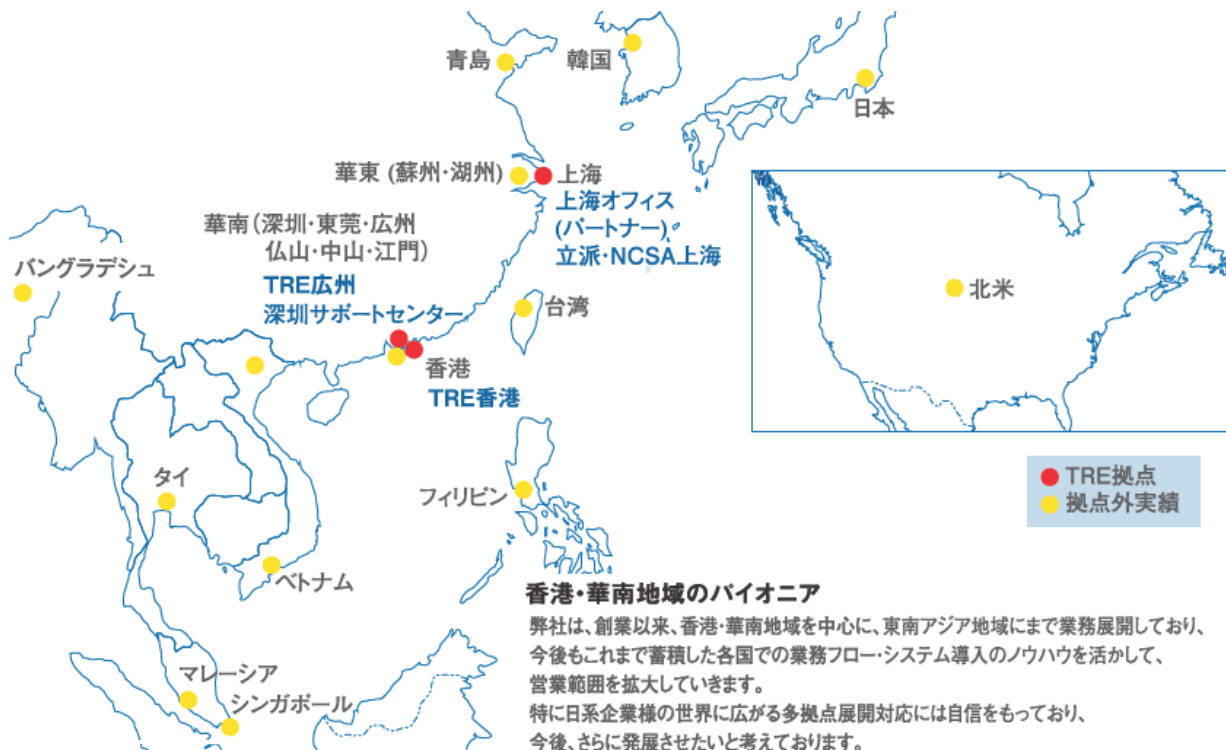 青島
韓国
日本
華東 (蘇州・湖州)
上海
上海オフィス
(パートナー)
立派・NCSA上海
華南(深圳・東莞・広州
仏山・中山・江門)
TRE広州
深圳サポートセンター
バングラデシュ
台湾
北米
香港
TRE香港
タイ
フィリピン
ベトナム
マレーシア
シンガポール
TRE拠点
拠点外実績
香港・華南地域のパイオニア
弊社は、創業以来、香港・華南地域を中心に、東南アジア地域にまで業務展開しており、
今後もこれまで蓄積した各国での業務フロー・システム導入のノウハウを活かして、
営業範囲を拡大していきます。
特に日系企業様の世界に広がる多拠点展開対応には自信をもっており、
今後、さらに発展させたいと考えております。